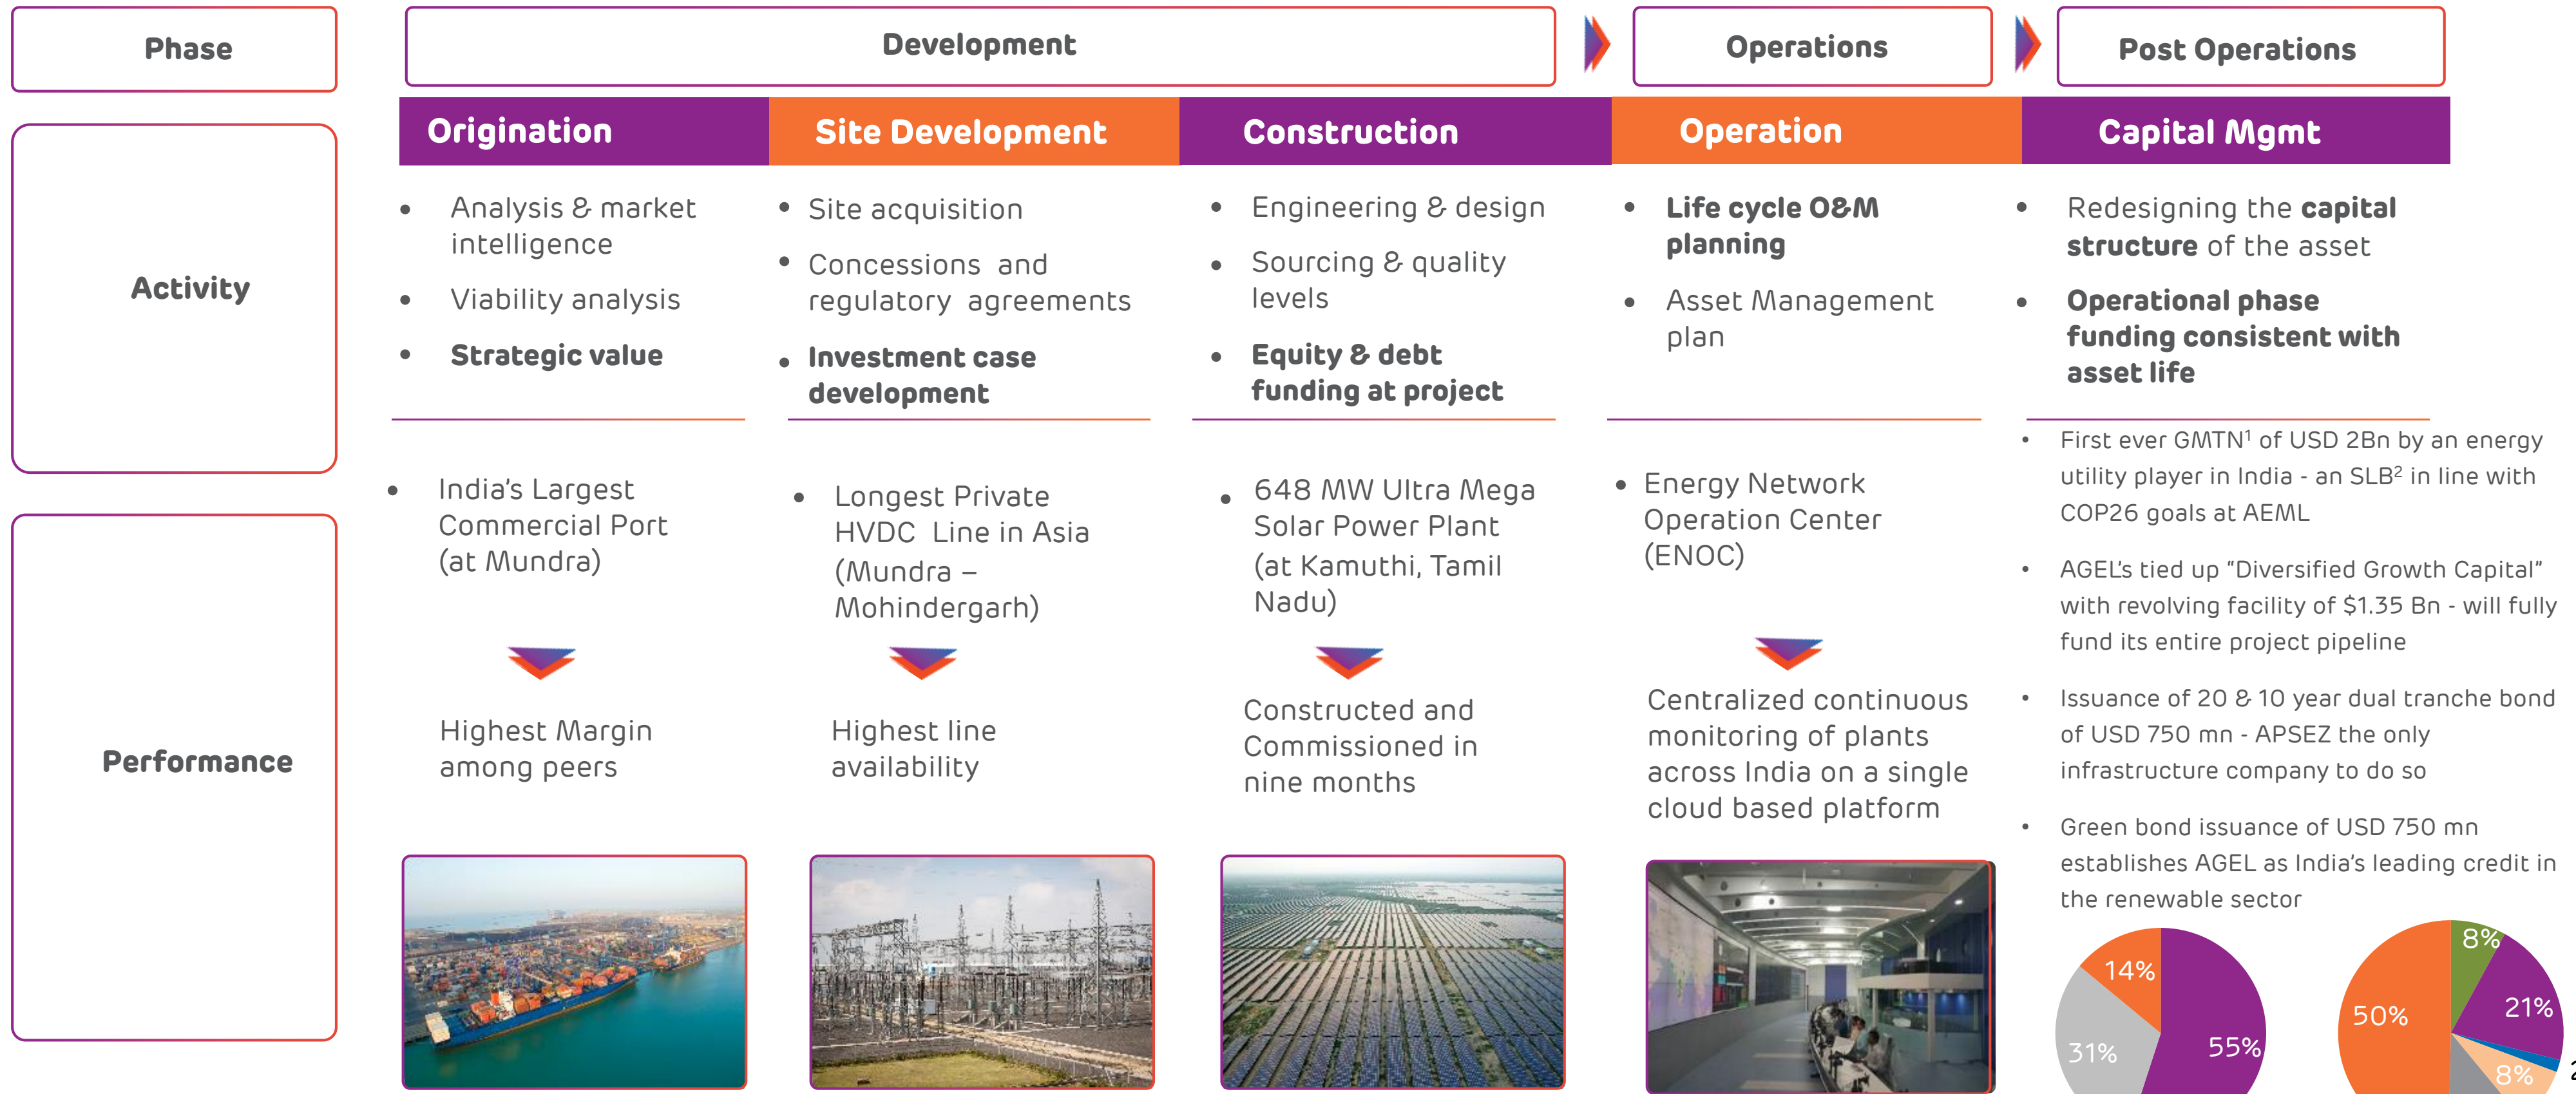 Phase
Development
Operations
Post Operations
Origination
Site Development
Construction
Operation
Capital Mgmt
Activity
• Analysis & market
intelligence
• Viability analysis
• Strategic value
• Site acquisition
• Concessions and
regulatory agreements
• Investment case
development
• Engineering & design
• Sourcing & quality
levels
• Equity & debt
funding at project
• Life cycle O&M
planning
• Asset Management
plan
• Redesigning the capital
structure of the asset
• Operational phase
funding consistent with
asset life
Performance
• India's Largest
Commercial Port
(at Mundra)
Highest Margin
among peers
• Longest Private
HVDC Line in Asia
(Mundra –
Mohindergarh)
Highest line
availability
• 648 MW Ultra Mega
Solar Power Plant
(at Kamuthi, Tamil
Nadu)
Constructed and
Commissioned in
nine months
• Energy Network
Operation Center
(ENOC)
Centralized continuous
monitoring of plants
across India on a single
cloud based platform
• First ever GMTN¹ of USD 2Bn by an energy
utility player in India - an SLB² in line with
COP26 goals at AEML
• AGEL's tied up "Diversified Growth Capital"
with revolving facility of $1.35 Bn - will fully
fund its entire project pipeline
• Issuance of 20 & 10 year dual tranche bond
of USD 750 mn - APSEZ the only
infrastructure company to do so
• Green bond issuance of USD 750 mn
establishes AGEL as India's leading credit in
the renewable sector
14%
31%
55%
8%
21%
50%
8%